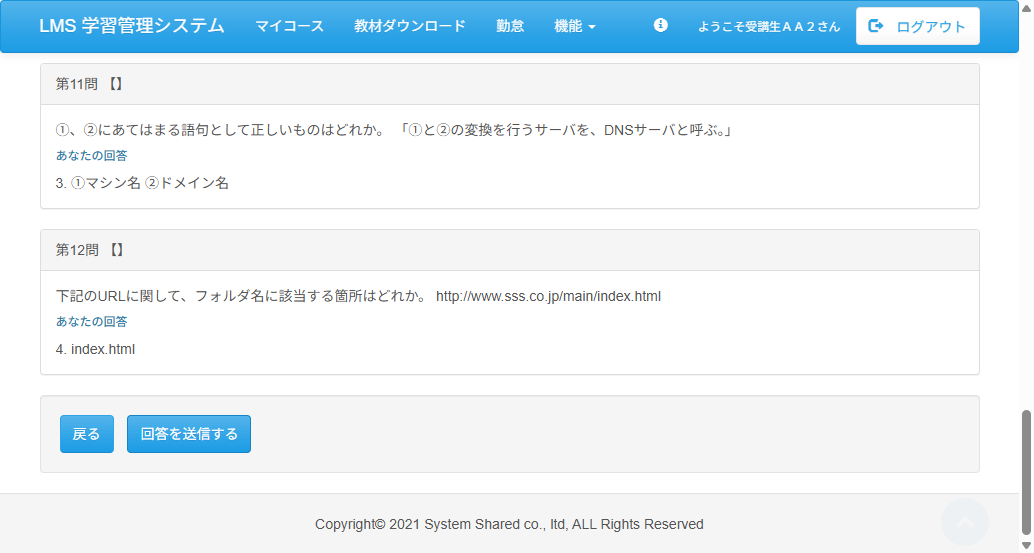 LMS 学習管理システム マイコース 教材ダウンロード 勤怠 機能 ようこそ受講生ＡＡ２さん ログアウト
第11問 【】
①、②にあてはまる語句として正しいものはどれか。 「①と②の変換を行うサーバを、DNSサーバと呼ぶ。」
あなたの回答
3. ①マシン名 ②ドメイン名
第12問 【】
下記のURLに関して、フォルダ名に該当する箇所はどれか。 http://www.sss.co.jp/main/index.html
あなたの回答
4. index.html
戻る 回答を送信する
Copyright© 2021 System Shared co., ltd, ALL Rights Reserved